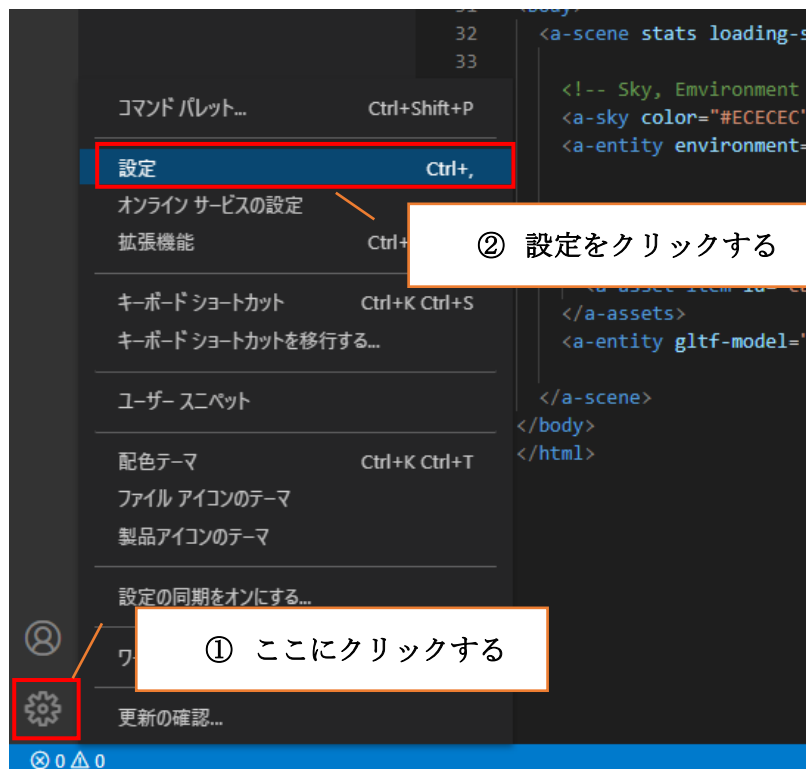 <body>
32 <a-scene stats loading-s
33
<!-- Sky, Emvironment
<a-sky color="#ECECEC"
<a-entity environment=
コマンド パレット... Ctrl+Shift+P
設定 Ctrl+,
オンライン サービスの設定
拡張機能 Ctrl+
② 設定をクリックする
キーボード ショートカット Ctrl+K Ctrl+S
キーボード ショートカットを移行する...
ユーザー スニペット
配色テーマ Ctrl+K Ctrl+T
ファイル アイコンのテーマ
製品アイコンのテーマ
設定の同期をオンにする...
① ここにクリックする
更新の確認...
</a-assets>
<a-entity gltf-model="
</a-scene>
</body>
</html>
0 0